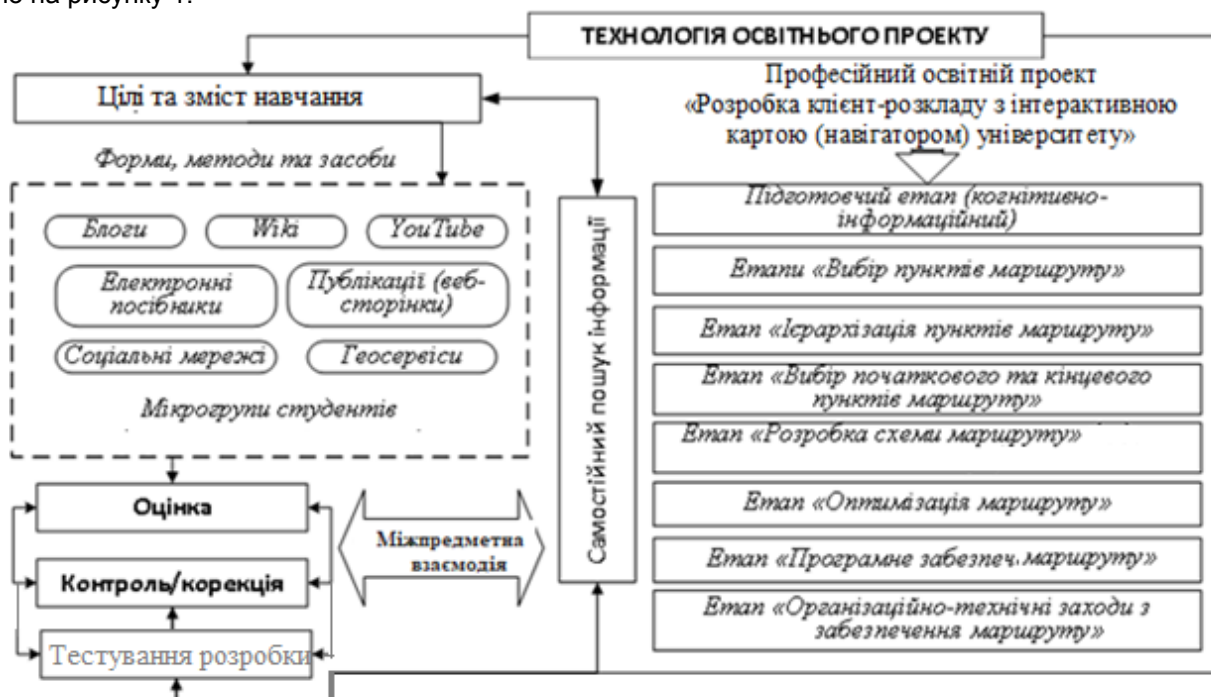 на рисунку
ТЕХНОЛОГІЯ ОСВІТНЬОГО ПРОЕКТУ
Цілі та зміст навчання
Форми, методи та засоби
Блоги
Wiki
YouTube
Електронні
посібники
Публікації (веб-
сторінки)
Соціальні мережі
Геосервіси
Мікрогрупи студентів
Оцінка
Контроль/корекція
Тестування розробки
Міжпредметна
взаємодія
Самостійний пошук інформації
Професійний освітній проект
«Розробка клієнт-розкладу з інтерактивною
картою (навігатором) університету»
Підготовчий етап (когнітивно-
інформаційний)
Етапи «Вибір пунктів маршруту»
Етап «Ієрархізація пунктів маршруту»
Етап «Вибір початкового та кінцевого
пунктів маршруту»
Етап «Розробка схеми маршруту»
Етап «Оптимізація маршруту»
Етап «Програмне забезпеч. маршруту»
Етап «Організаційно-технічні заходи з
забезпечення маршруту»